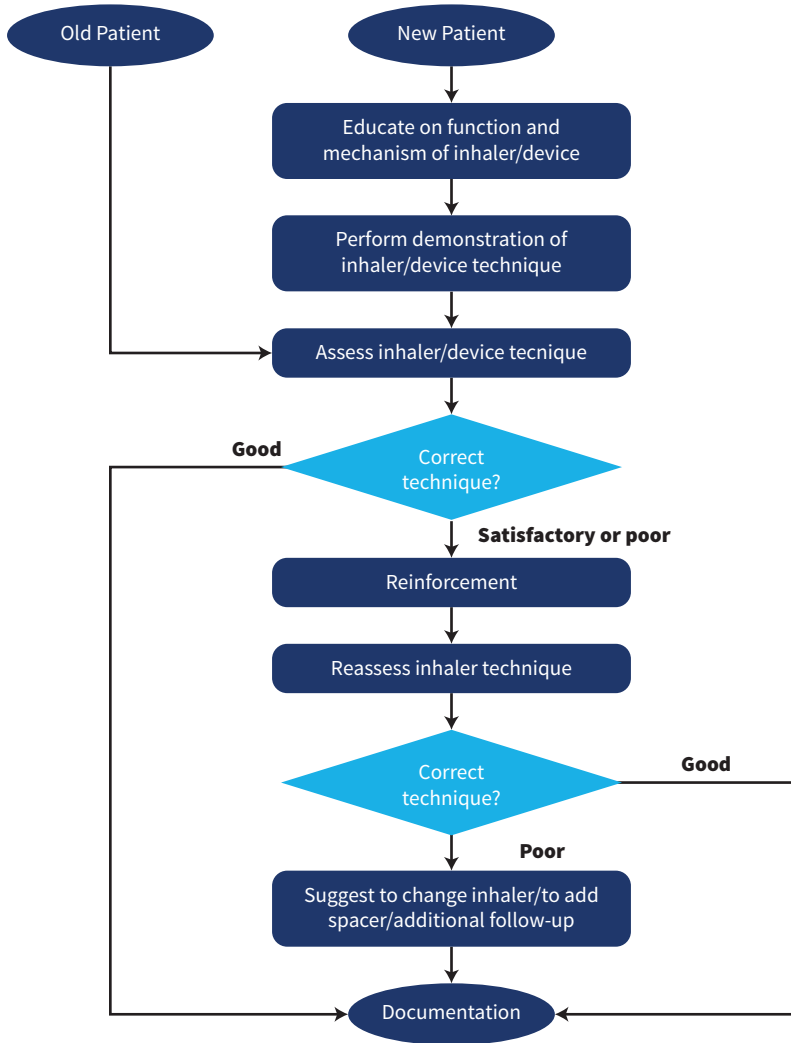 Old Patient
New Patient
Educate on function and
mechanism of inhaler/device
Perform demonstration of
inhaler/device technique
Assess inhaler/device tecnique
Good
Correct
technique?
Satisfactory or poor
Reinforcement
Reassess inhaler technique
Correct
technique?
Good
Poor
Suggest to change inhaler/to add
spacer/additional follow-up
Documentation